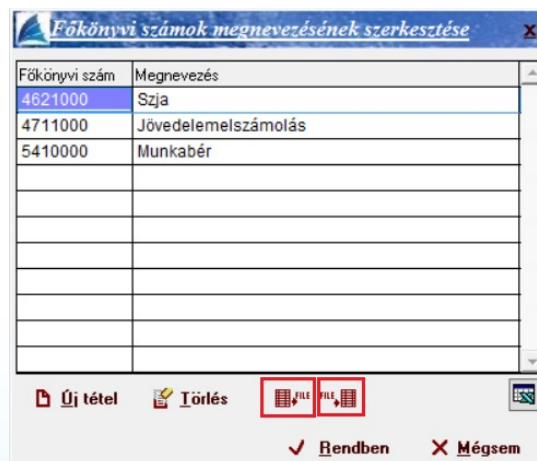 Főkönyvi számok megnevezésének szerkesztése x
Főkönyvi szám Megnevezés
4621000 Szja
4711000 Jövedelemelszámolás
5410000 Munkabér
Új tétel Törlés FILE FILE
Rendben Mégsem